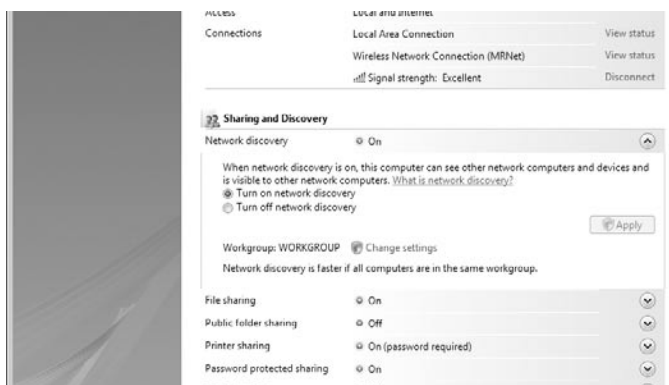 Access Local and Internet
Connections Local Area Connection View status
Wireless Network Connection (MRNet) View status
Signal strength: Excellent Disconnect
Sharing and Discovery
Network discovery On
When network discovery is on, this computer can see other network computers and devices and
is visible to other network computers. What is network discovery?
Turn on network discovery
Turn off network discovery
Apply
Workgroup: WORKGROUP Change settings
Network discovery is faster if all computers are in the same workgroup.
File sharing On
Public folder sharing Off
Printer sharing On (password required)
Password protected sharing On